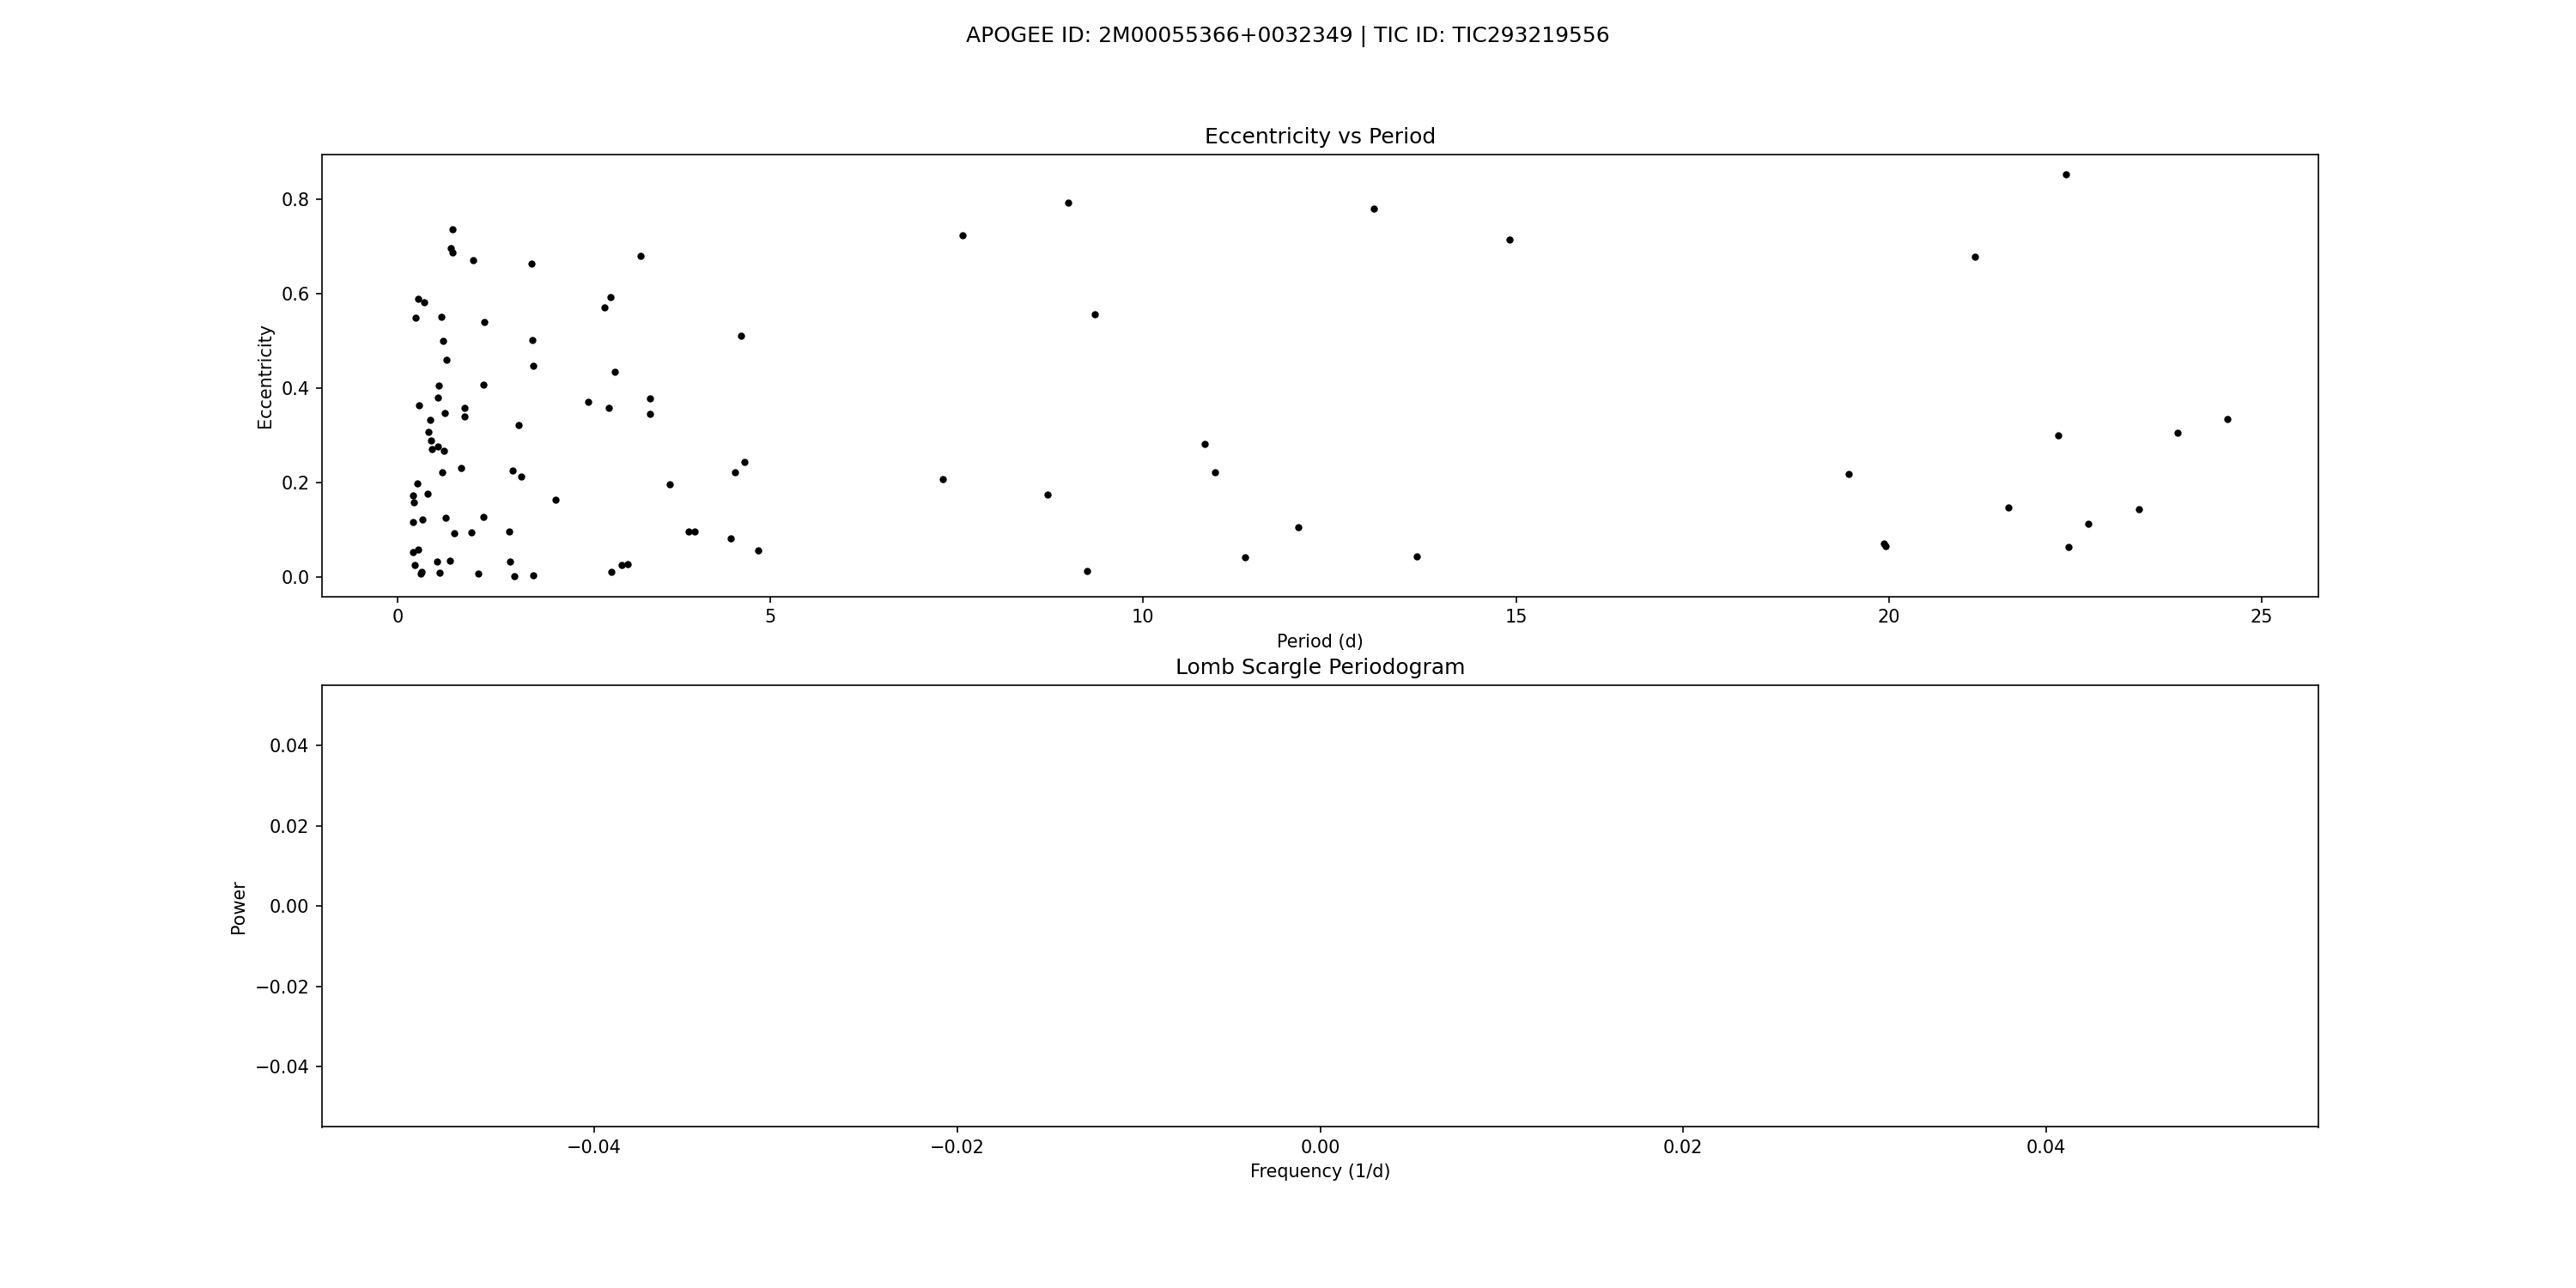 APOGEE ID: 2M00055366+0032349 | TIC ID: TIC293219556
Eccentricity vs Period
Eccentricity
0.8
0.6
0.4
0.2
0.0
0 5 10 15 20 25
Period (d)
Lomb Scargle Periodogram
Power
0.04
0.02
0.00
−0.02
−0.04
−0.04 −0.02 0.00 0.02 0.04
Frequency (1/d)